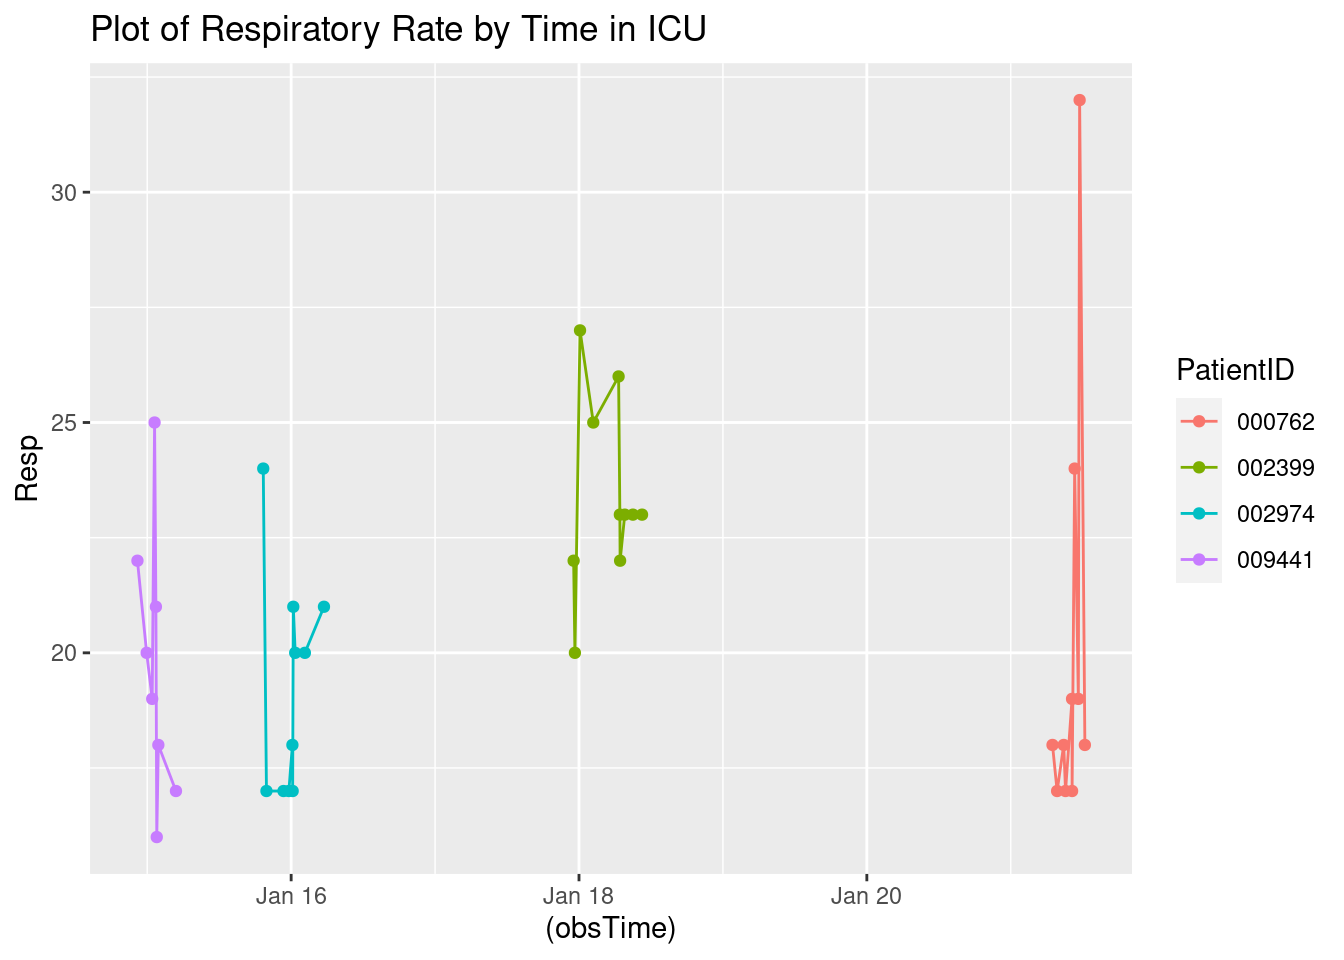 Plot of Respiratory Rate by Time in ICU
Resp
30
25
20
Jan 16
Jan 18
Jan 20
(obsTime)
PatientID
000762
002399
002974
009441